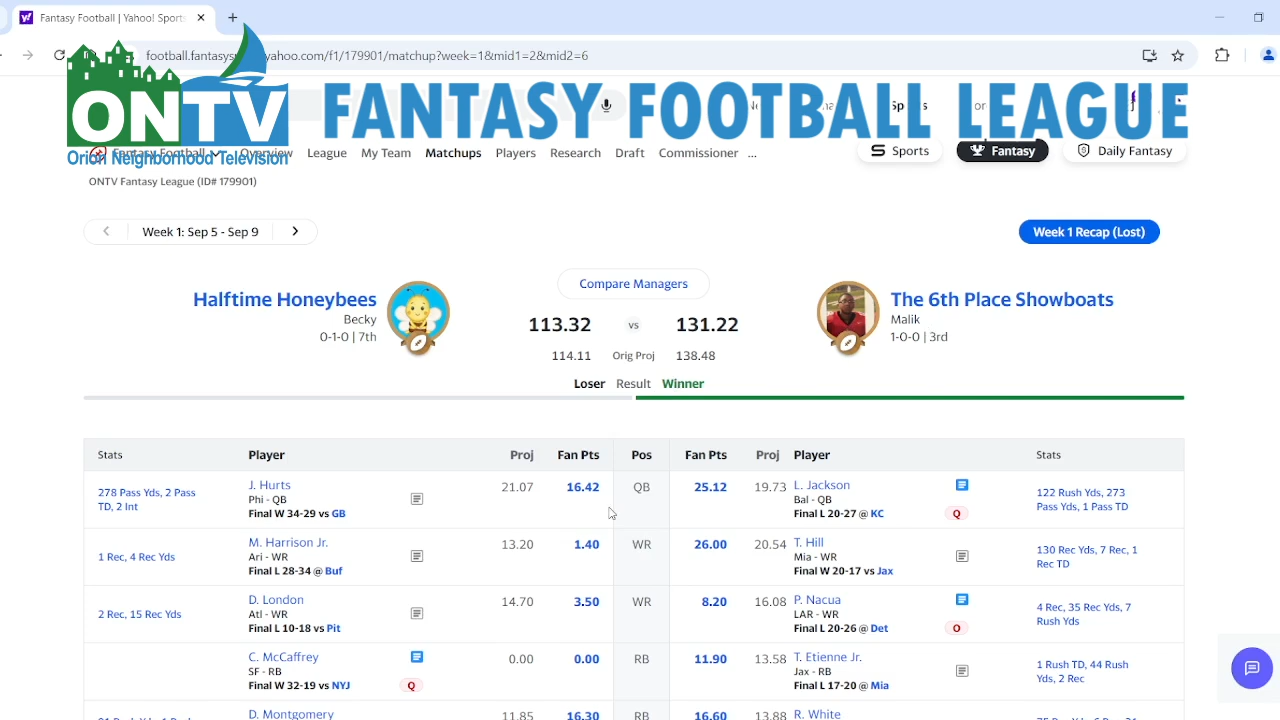 Fantasy Football | Yahoo! Sports
football.fantasys yahoo.com/f1/179901/matchup?week=1&mid1=2&mid2=6
ONTV
Orion Neighborhood Television
FANTASY FOOTBALL LEAGUE
Fantasy Football Overview League My Team Matchups Players Research Draft Commissioner ...
Sports Fantasy Daily Fantasy
ONTV Fantasy League (ID# 179901)
Week 1: Sep 5 - Sep 9
Week 1 Recap (Lost)
Compare Managers
Halftime Honeybees
Becky
0-1-0 | 7th
113.32 vs 131.22
114.11 Orig Proj 138.48
Loser Result Winner
The 6th Place Showboats
Malik
1-0-0 | 3rd
Stats Player Proj Fan Pts Pos Fan Pts Proj Player Stats
278 Pass Yds, 2 Pass TD, 2 Int
J. Hurts
Phi - QB
Final W 34-29 vs GB
21.07 16.42 QB 25.12 19.73
L. Jackson
Bal - QB
Final L 20-27 @ KC
Q
122 Rush Yds, 273 Pass Yds, 1 Pass TD
1 Rec, 4 Rec Yds
M. Harrison Jr.
Ari - WR
Final L 28-34 @ Buf
13.20 1.40 WR 26.00 20.54
T. Hill
Mia - WR
Final W 20-17 vs Jax
130 Rec Yds, 7 Rec, 1 Rec TD
2 Rec, 15 Rec Yds
D. London
Atl - WR
Final L 10-18 vs Pit
14.70 3.50 WR 8.20 16.08
P. Nacua
LAR - WR
Final L 20-26 @ Det
O
4 Rec, 35 Rec Yds, 7 Rush Yds
C. McCaffrey
SF - RB
Final W 32-19 vs NYJ
Q
0.00 0.00 RB 11.90 13.58
T. Etienne Jr.
Jax - RB
Final L 17-20 @ Mia
1 Rush TD, 44 Rush Yds, 2 Rec
D. Montgomery
11.85 16.30 RB 16.60 13.88
R. White